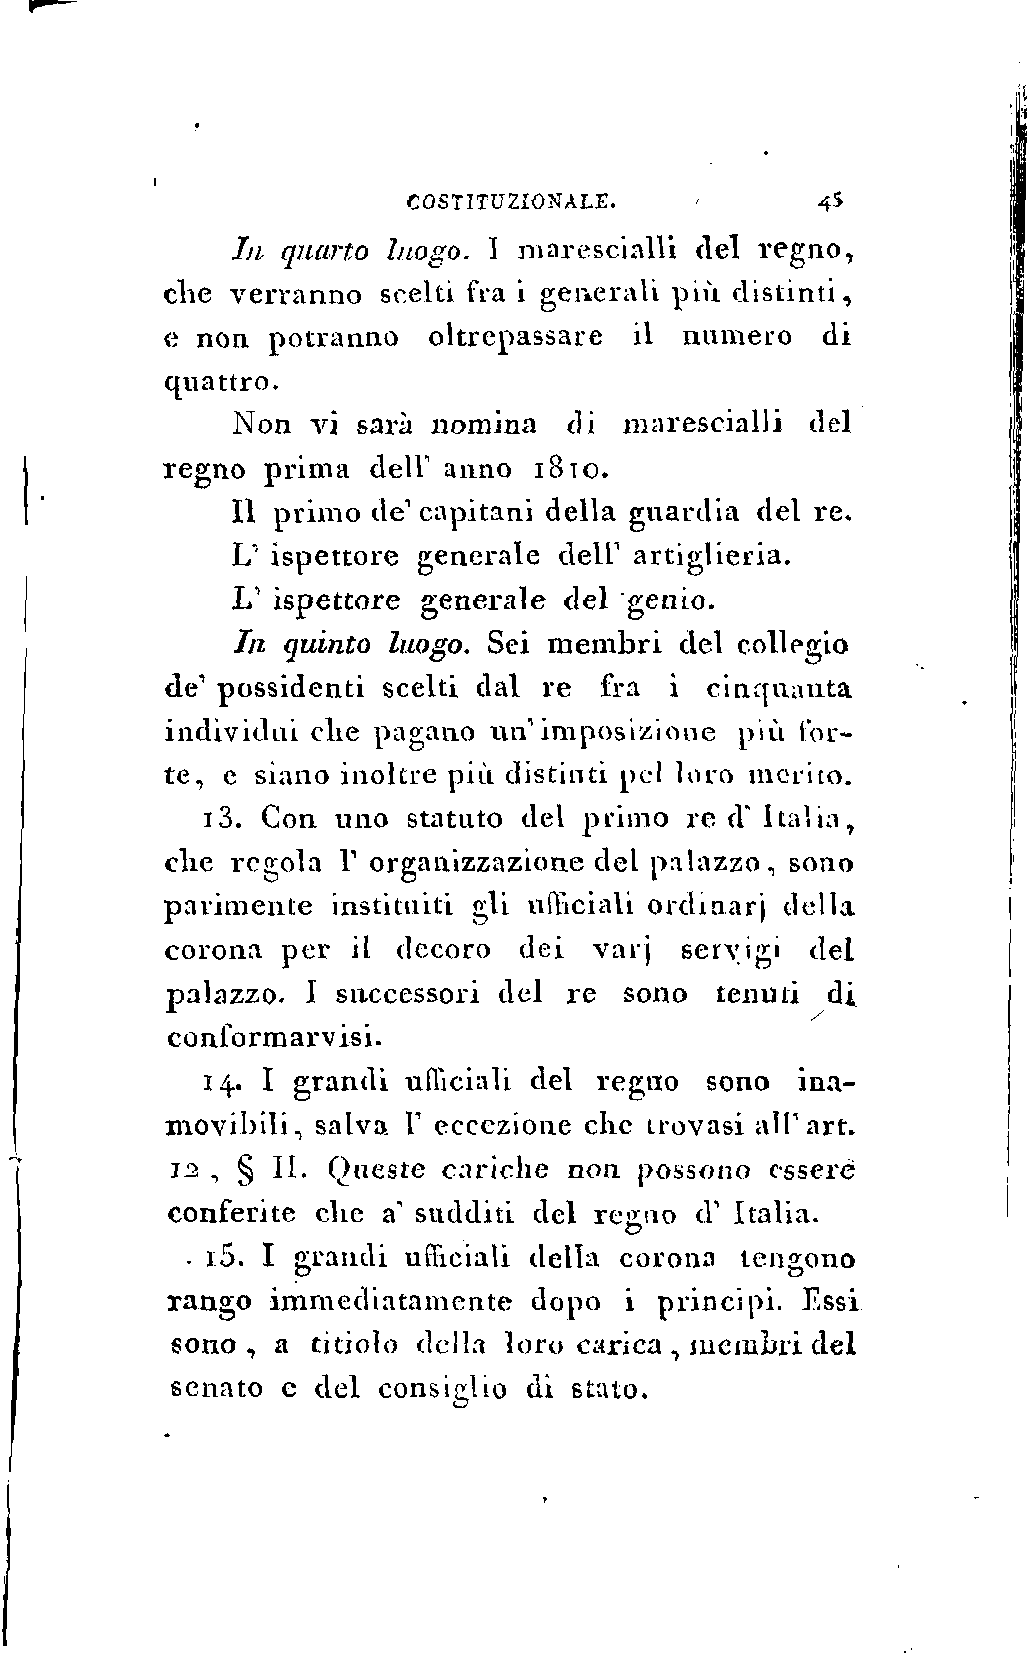 COSTITUZIONALE. 45
In quarto luogo. I marescialli del regno,
che verranno scelti fra i generali più distinti,
e non potranno oltrepassare il numero di
quattro.
Non vi sarà nomina di marescialli del
regno prima dell' anno 1810.
Il primo de' capitani della guardia del re.
L' ispettore generale dell' artiglieria.
L' ispettore generale del genio.
In quinto luogo. Sei membri del collegio
de' possidenti scelti dal re fra i cinquanta
individui che pagano un' imposizione più for-
te, e siano inoltre più distinti pel loro merito.
13. Con uno statuto del primo re d' Italia,
che regola l' organizzazione del palazzo, sono
parimente instituiti gli ufficiali ordinarj della
corona per il decoro dei varj servigi del
palazzo. I successori del re sono tenuti di
conformarvisi.
14. I grandi ufficiali del regno sono ina-
movibili, salva l' eccezione che trovasi all' art.
12, § II. Queste cariche non possono essere
conferite che a' sudditi del regno d' Italia.
15. I grandi ufficiali della corona tengono
rango immediatamente dopo i principi. Essi
sono, a titiolo della loro carica, membri del
senato e del consiglio di stato.